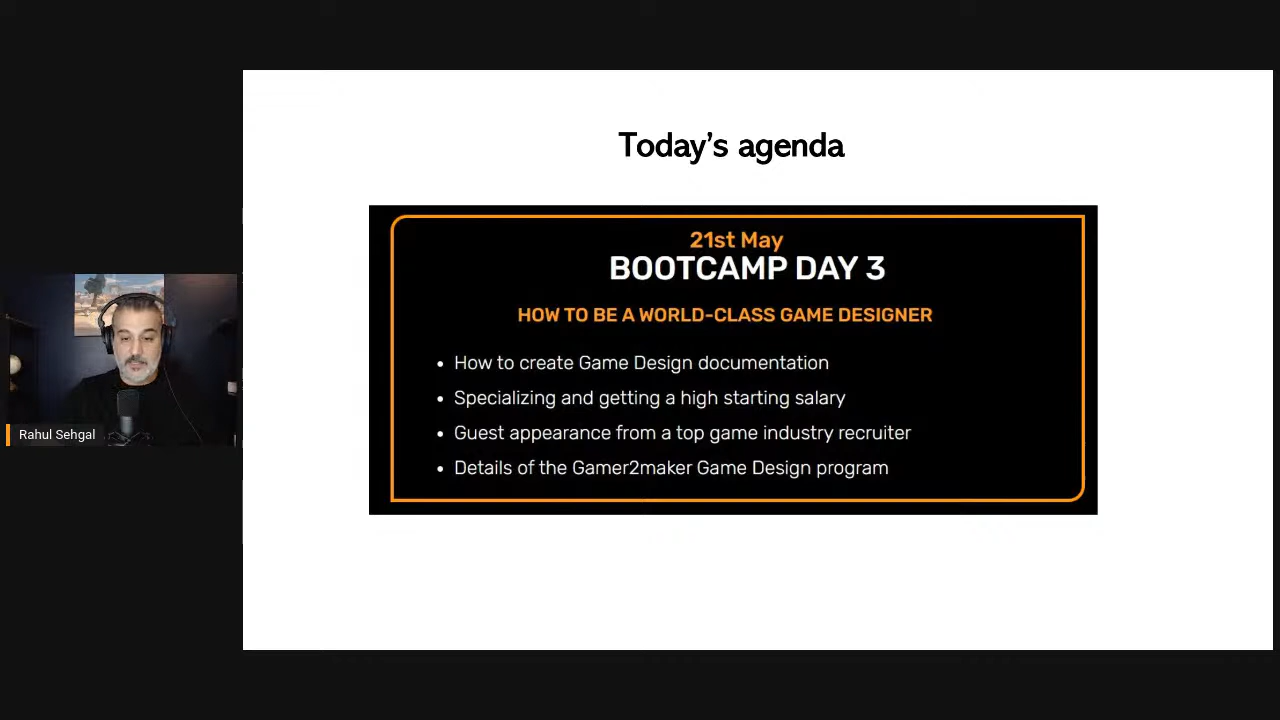 Today's agenda
21st May
BOOTCAMP DAY 3
HOW TO BE A WORLD-CLASS GAME DESIGNER
• How to create Game Design documentation
• Specializing and getting a high starting salary
• Guest appearance from a top game industry recruiter
• Details of the Gamer2maker Game Design program
Rahul Sehgal